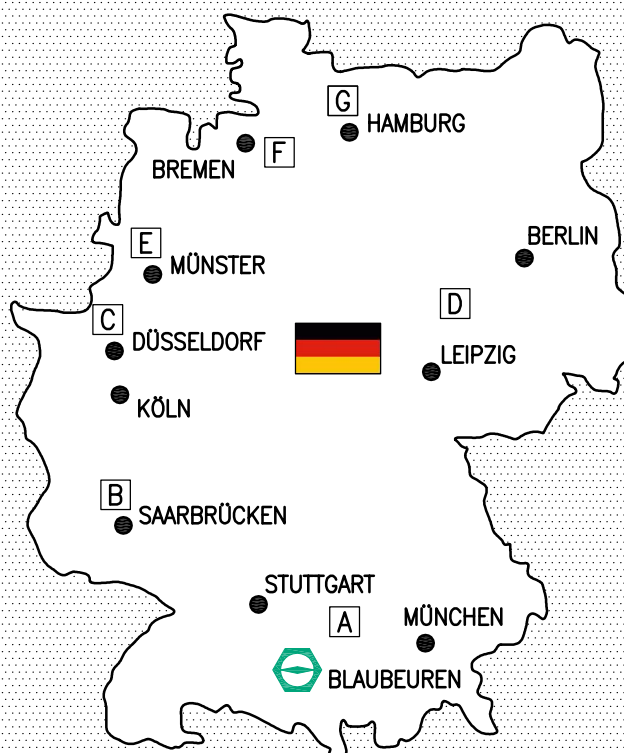 G
HAMBURG
BREMEN
F
BERLIN
E
MÜNSTER
D
C
DÜSSELDORF
LEIPZIG
KÖLN
B
SAARBRÜCKEN
STUTTGART
A
MÜNCHEN
BLAUBEUREN